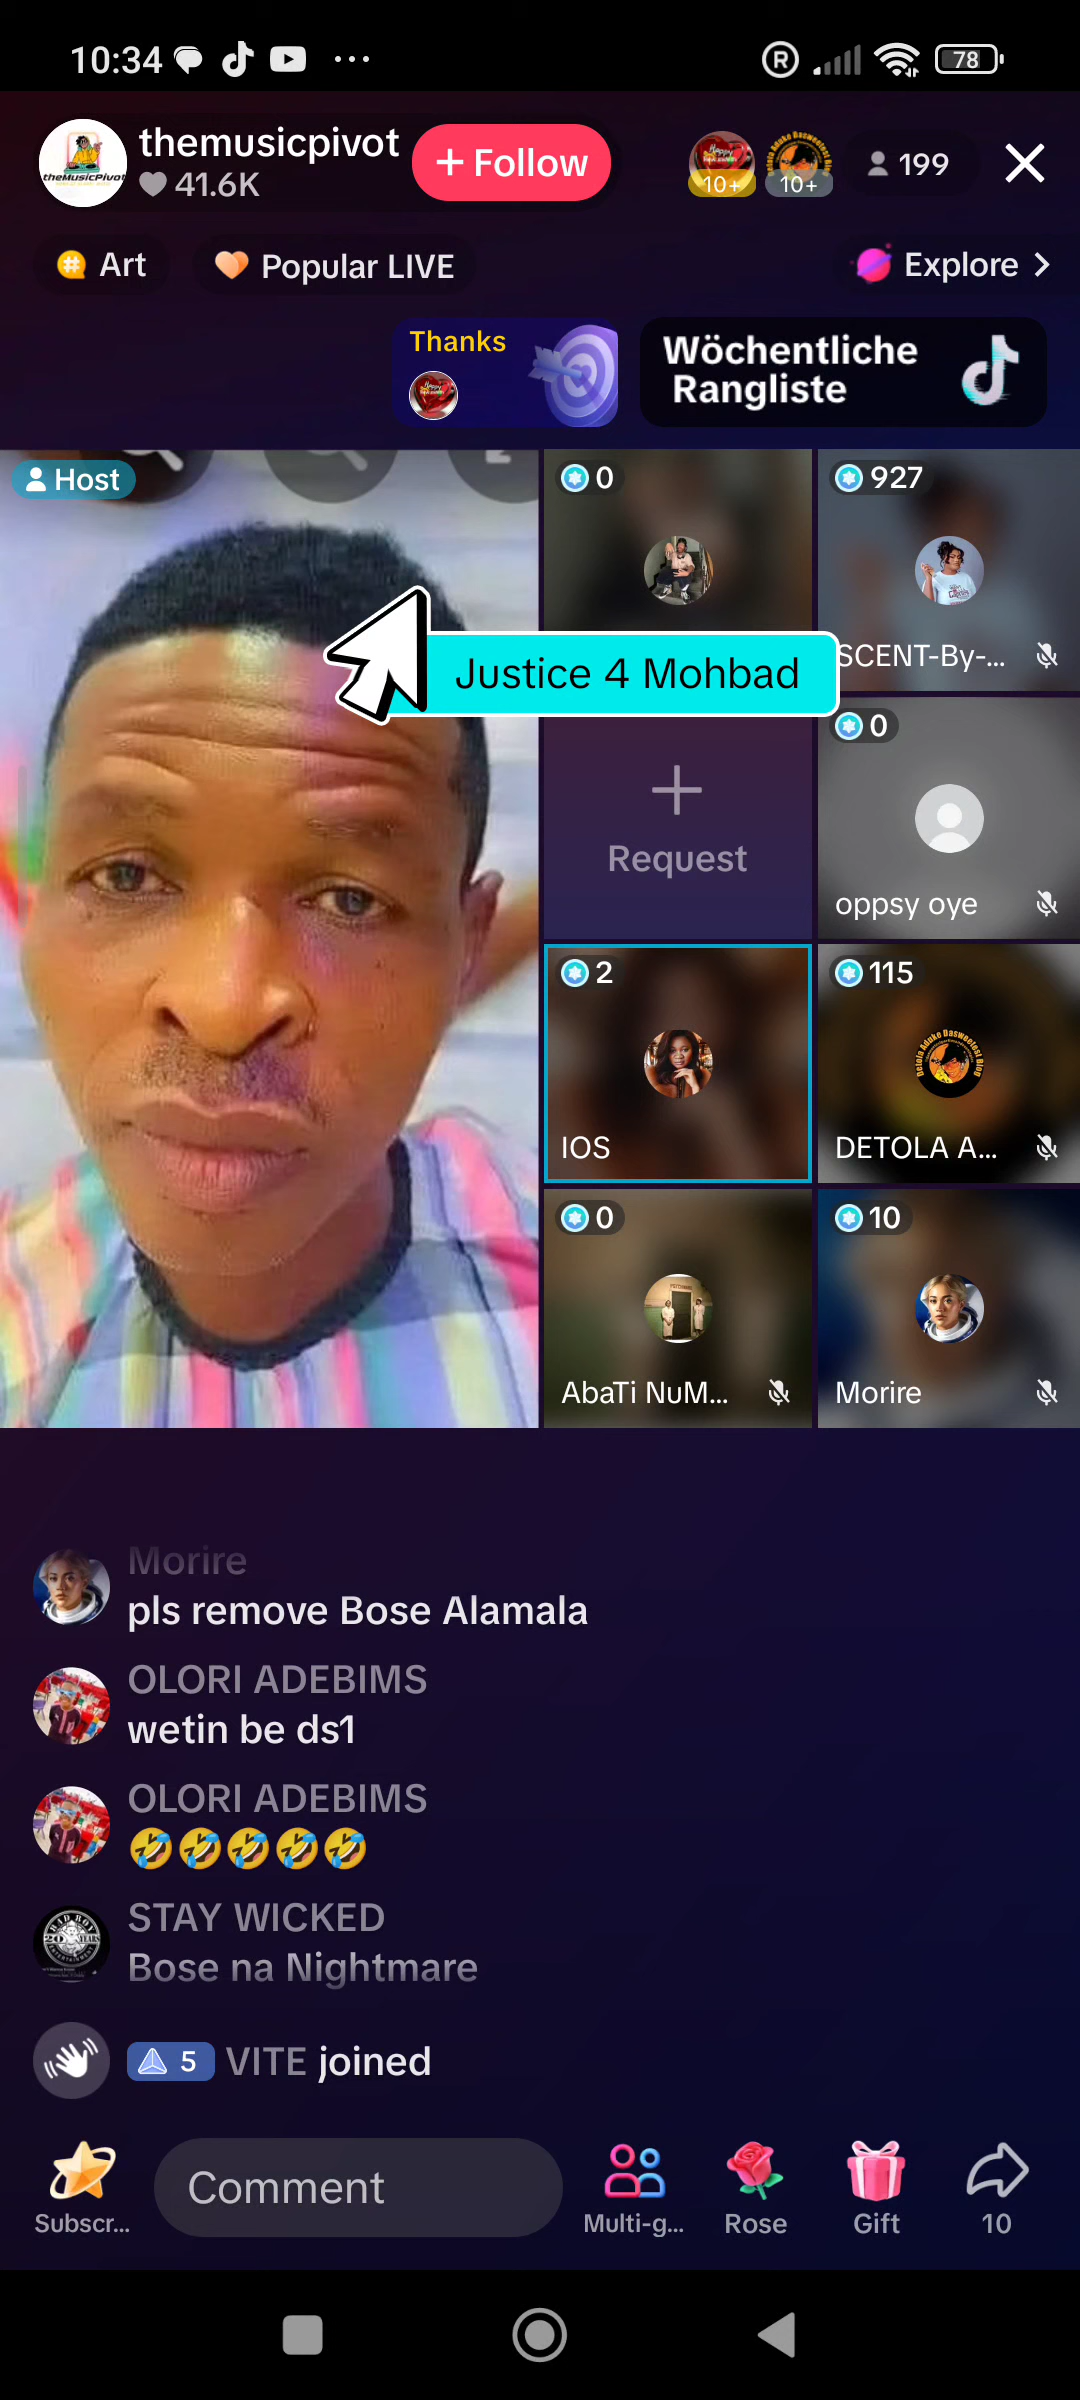 10:34
R
78
themusicpivot
41.6K
+ Follow
10+
10+
199
theMusicPivot
Art
Popular LIVE
Explore
Thanks
Wöchentliche
Rangliste
Host
0
927
Justice 4 Mohbad
SCENT-By-...
0
Request
oppsy oye
2
115
IOS
DETOLA A...
0
10
AbaTi NuM...
Morire
Morire
pls remove Bose Alamala
OLORI ADEBIMS
wetin be ds1
OLORI ADEBIMS
🤣🤣🤣🤣🤣
STAY WICKED
Bose na Nightmare
5 VITE joined
Subscr...
Comment
Multi-g...
Rose
Gift
10